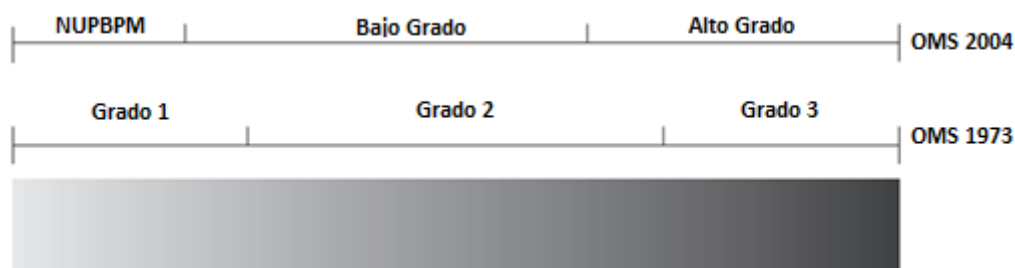 NUPBPM Bajo Grado Alto Grado
OMS 2004
Grado 1 Grado 2 Grado 3
OMS 1973